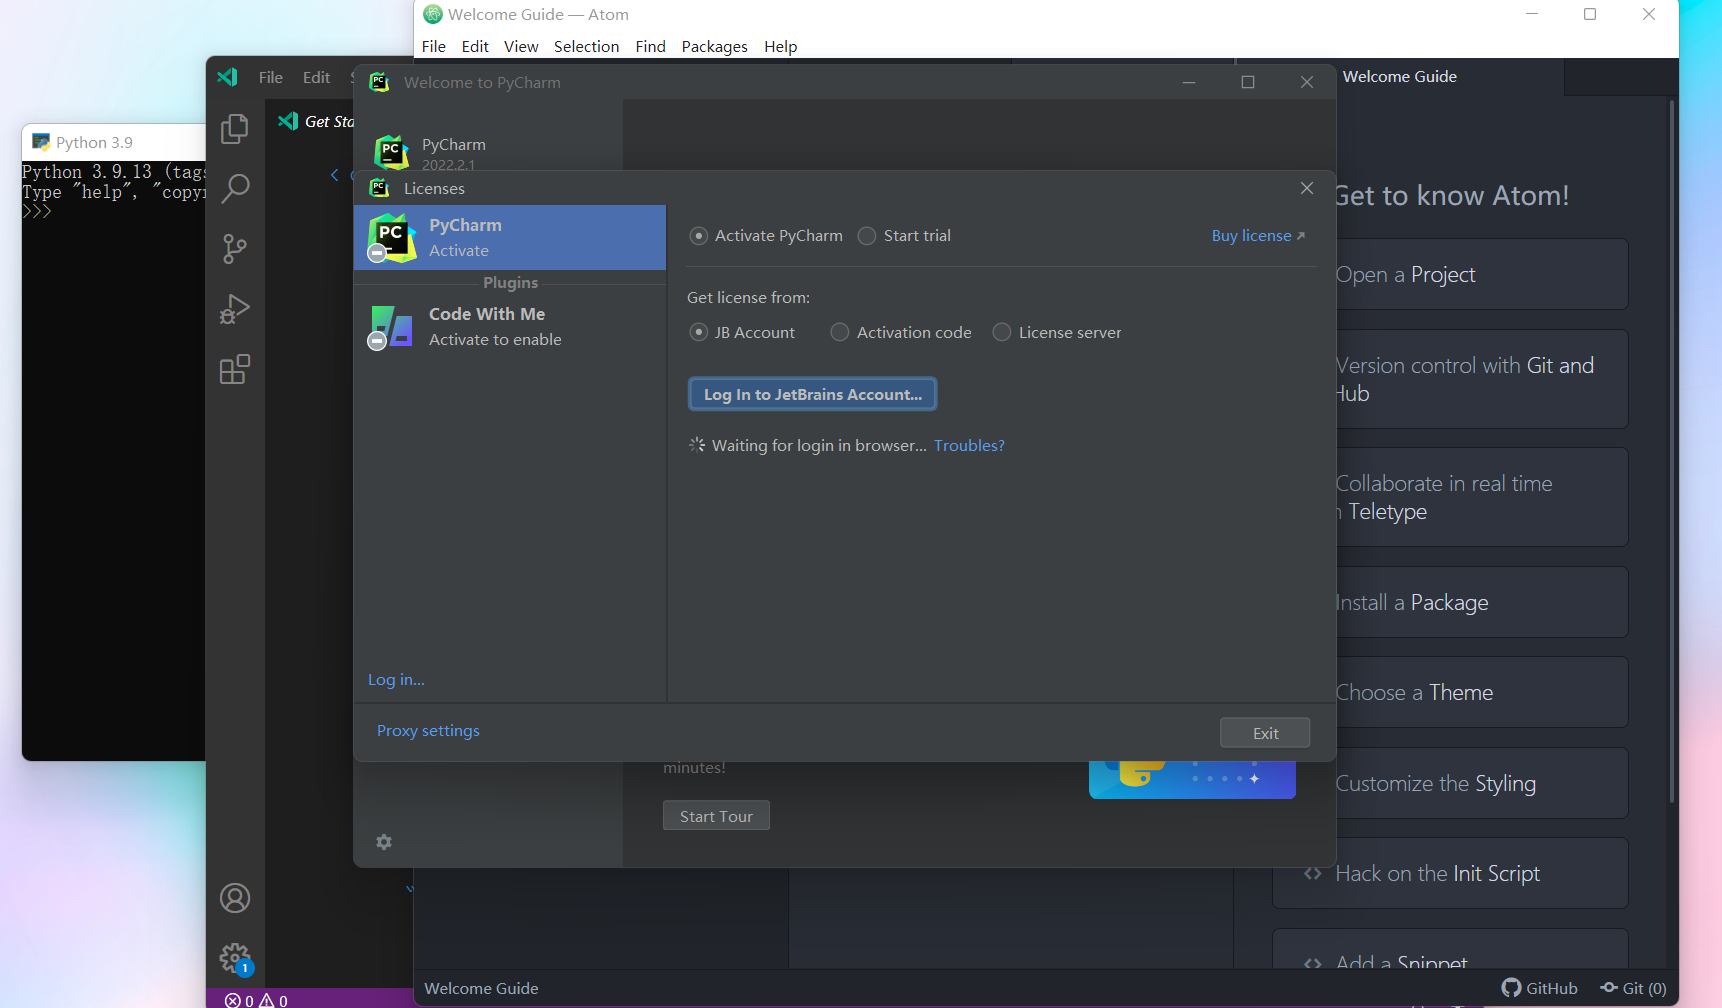 Welcome Guide — Atom
File Edit View Selection Find Packages Help
File Edit
Welcome to PyCharm
Welcome Guide
Get Sta
Python 3.9
PyCharm
2022.2.1
Python 3.9.13 (tags
Type "help", "copyr
>>>
Licenses
PyCharm
Activate
Plugins
Code With Me
Activate to enable
Log in...
Activate PyCharm Start trial Buy license
Get license from:
JB Account Activation code License server
Log In to JetBrains Account...
Waiting for login in browser... Troubles?
Proxy settings
Exit
minutes!
Start Tour
Get to know Atom!
Open a Project
Version control with Git and
Hub
Collaborate in real time
Teletype
Install a Package
Choose a Theme
Customize the Styling
Hack on the Init Script
Add a Snippet
1
0 0
Welcome Guide
GitHub Git (0)